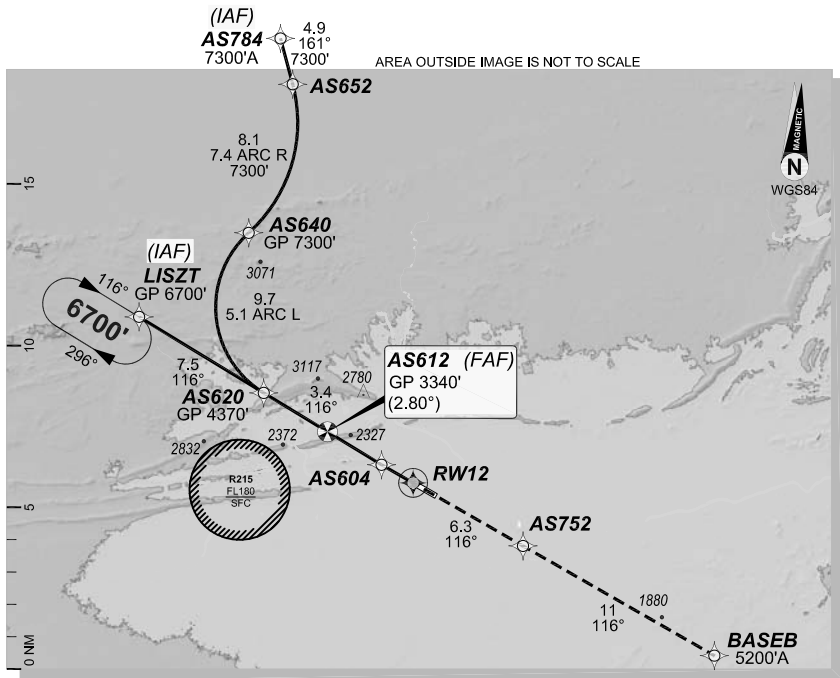 (IAF)
AS784
7300'A
4.9
161°
7300'
AREA OUTSIDE IMAGE IS NOT TO SCALE
AS652
MAGNETIC
N
WGS84
8.1
7.4 ARC R
7300'
15
AS640
GP 7300'
(IAF)
LISZT
GP 6700'
3071
116°
6700'
296°
9.7
5.1 ARC L
10
7.5
116°
3117
2780
3.4
116°
AS612 (FAF)
GP 3340'
(2.80°)
AS620
GP 4370'
2832
2372
2327
R215
FL180
SFC
AS604
RW12
5
6.3
116°
AS752
11
116°
1880
BASEB
5200'A
0 NM